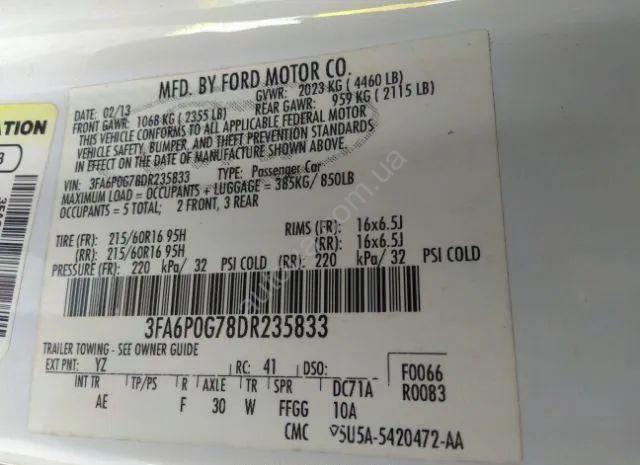 MFD. BY FORD MOTOR CO.
DATE: 02/13 GVWR: 2023 KG ( 4460 LB)
FRONT GAWR: 1068 KG ( 2355 LB) REAR GAWR: 959 KG ( 2115 LB)
THIS VEHICLE CONFORMS TO ALL APPLICABLE FEDERAL MOTOR
VEHICLE SAFETY, BUMPER, AND THEFT PREVENTION STANDARDS
IN EFFECT ON THE DATE OF MANUFACTURE SHOWN ABOVE.
VIN: 3FA6P0G78DR235833 TYPE: Passenger Car
MAXIMUM LOAD = OCCUPANTS + LUGGAGE = 385KG/ 850LB
OCCUPANTS = 5 TOTAL; 2 FRONT, 3 REAR
TIRE (FR): 215/60R16 95H RIMS (FR): 16x6.5J
(RR): 215/60R16 95H (RR): 16x6.5J
PRESSURE (FR): 220 kPa/ 32 PSI COLD (RR): 220 kPa/ 32 PSI COLD
3FA6P0G78DR235833
TRAILER TOWING - SEE OWNER GUIDE
EXT PNT: YZ RC: 41 DSO: F0066
INT TR TP/PS R AXLE TR SPR DC71A R0083
AE F 30 W FFGG 10A
CMC 5U5A-5420472-AA
ATION
auto.ria.com.ua